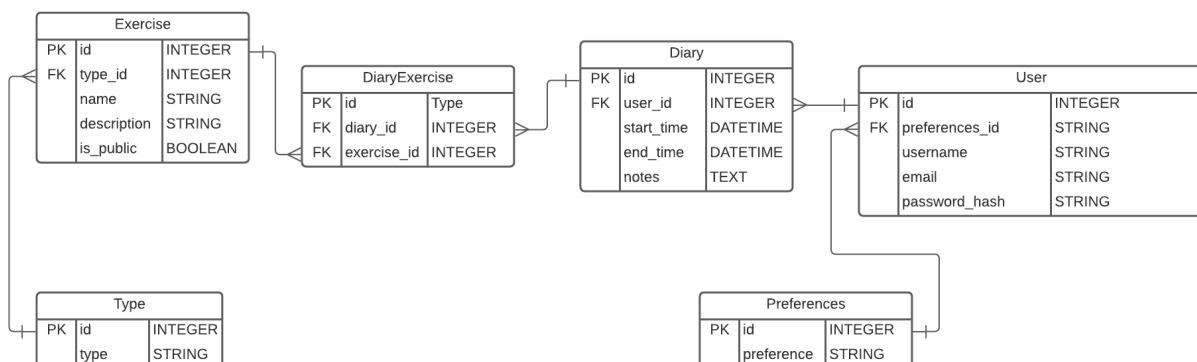 Exercise
PK id INTEGER
FK type_id INTEGER
name STRING
description STRING
is_public BOOLEAN
DiaryExercise
PK id Type
FK diary_id INTEGER
FK exercise_id INTEGER
Diary
PK id INTEGER
FK user_id INTEGER
start_time DATETIME
end_time DATETIME
notes TEXT
User
PK id INTEGER
FK preferences_id STRING
username STRING
email STRING
password_hash STRING
Type
PK id INTEGER
type STRING
Preferences
PK id INTEGER
preference STRING